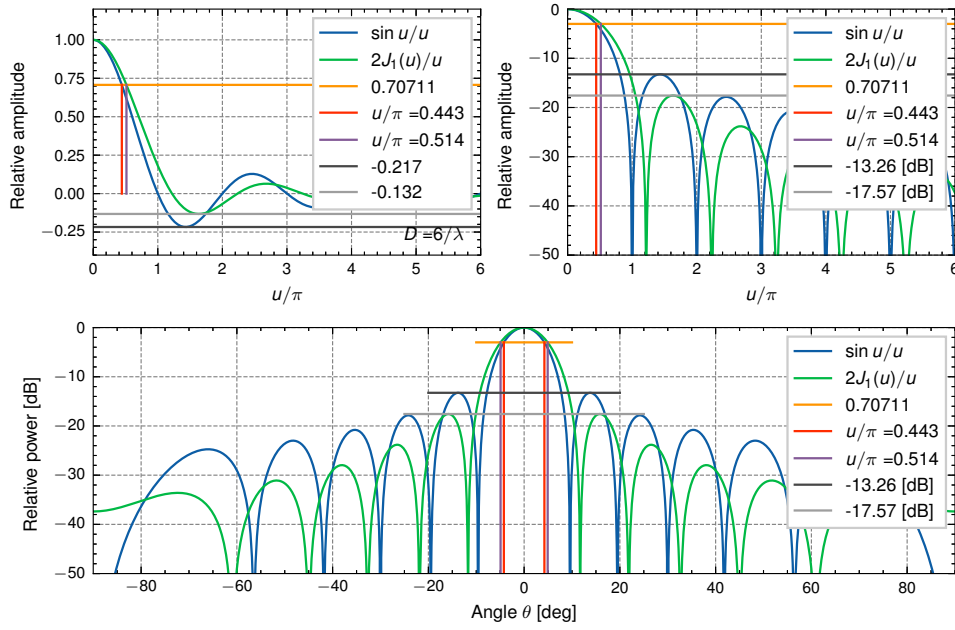 Relative amplitude
1.00
0.75
0.50
0.25
0.00
−0.25
sin u/u
2J₁(u)/u
0.70711
u/π =0.443
u/π =0.514
-0.217
-0.132
D =6/λ
0 1 2 3 4 5 6
u/π
Relative amplitude
0
−10
−20
−30
−40
−50
sin u/u
2J₁(u)/u
0.70711
u/π =0.443
u/π =0.514
-13.26 [dB]
-17.57 [dB]
0 1 2 3 4 5 6
u/π
Relative power [dB]
0
−10
−20
−30
−40
−50
sin u/u
2J₁(u)/u
0.70711
u/π =0.443
u/π =0.514
-13.26 [dB]
-17.57 [dB]
−80 −60 −40 −20 0 20 40 60 80
Angle θ [deg]